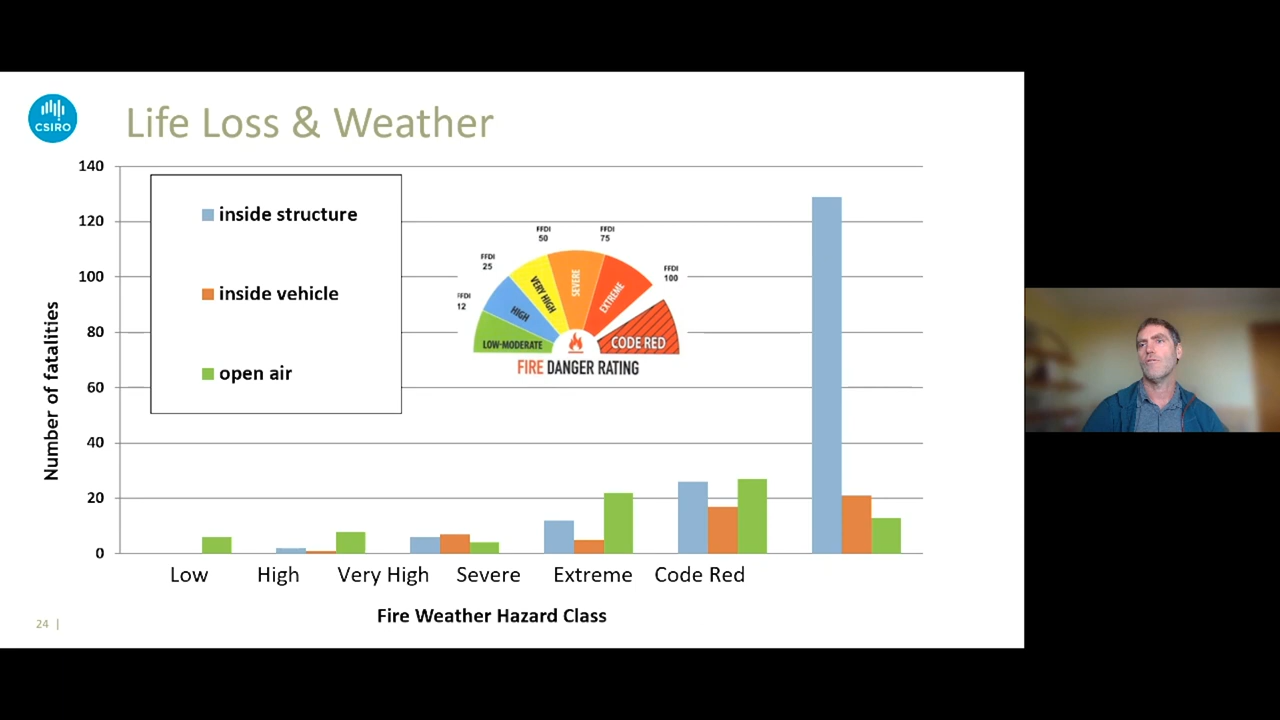 CSIRO
Life Loss & Weather
140
120
100
80
60
40
20
0
Number of fatalities
inside structure
inside vehicle
open air
FFDI
12
FFDI
25
FFDI
50
FFDI
75
FFDI
100
LOW-MODERATE
HIGH
VERY HIGH
SEVERE
EXTREME
CODE RED
FIRE DANGER RATING
Low High Very High Severe Extreme Code Red
Fire Weather Hazard Class
24 |